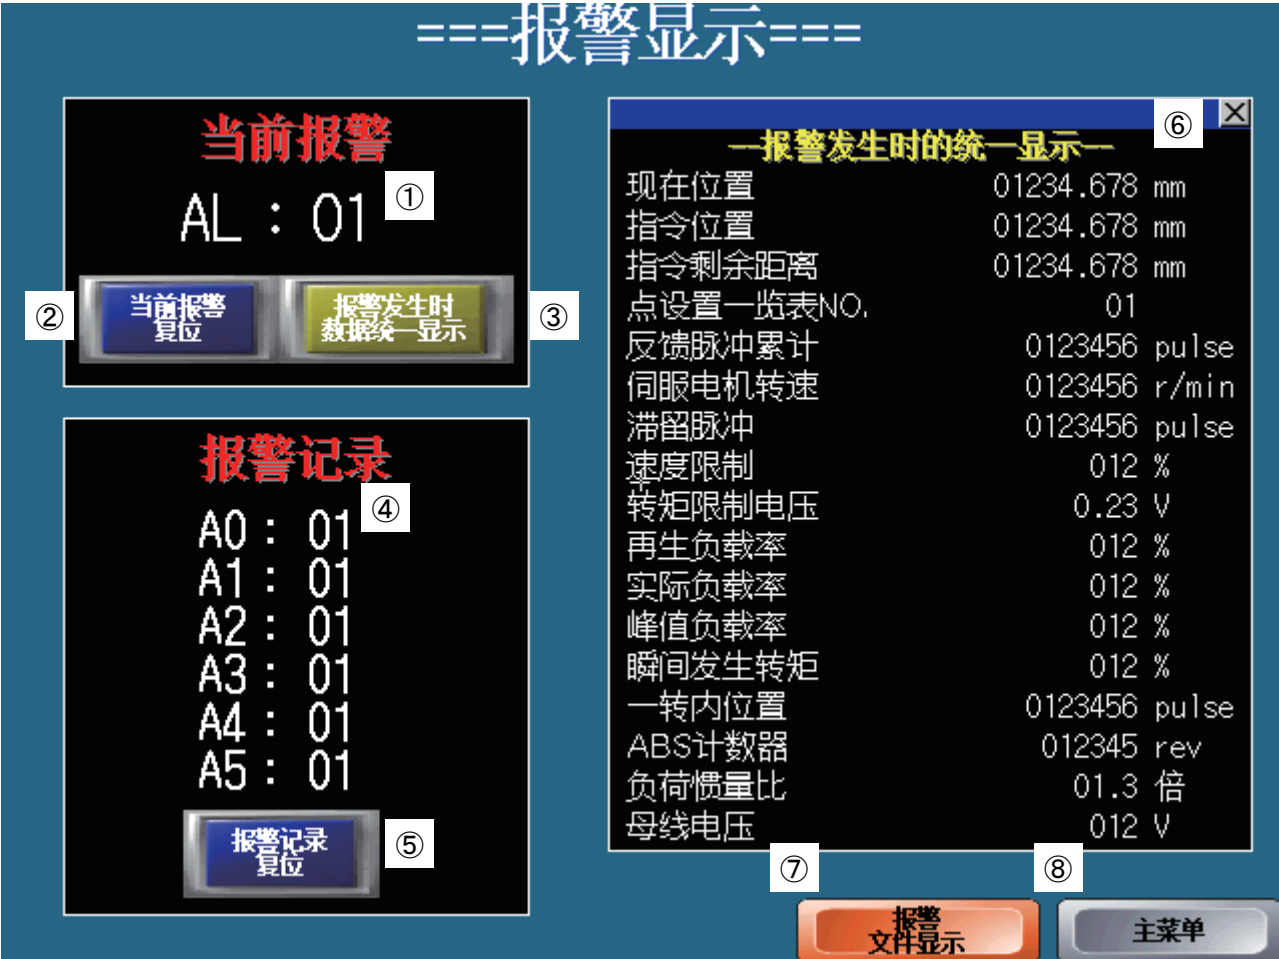 ===报警显示===
当前报警
①
AL : 01
②
当前报警
复位
报警发生时
数据统一显示
③
报警记录
④
A0 : 01
A1 : 01
A2 : 01
A3 : 01
A4 : 01
A5 : 01
报警记录
复位
⑤
⑥
—报警发生时的统一显示—
现在位置 01234.678 mm
指令位置 01234.678 mm
指令剩余距离 01234.678 mm
点设置一览表NO. 01
反馈脉冲累计 0123456 pulse
伺服电机转速 0123456 r/min
滞留脉冲 0123456 pulse
速度限制 012 %
转矩限制电压 0.23 V
再生负载率 012 %
实际负载率 012 %
峰值负载率 012 %
瞬间发生转矩 012 %
一转内位置 0123456 pulse
ABS计数器 012345 rev
负荷惯量比 01.3 倍
母线电压 012 V
⑦
报警
文件显示
⑧
主菜单